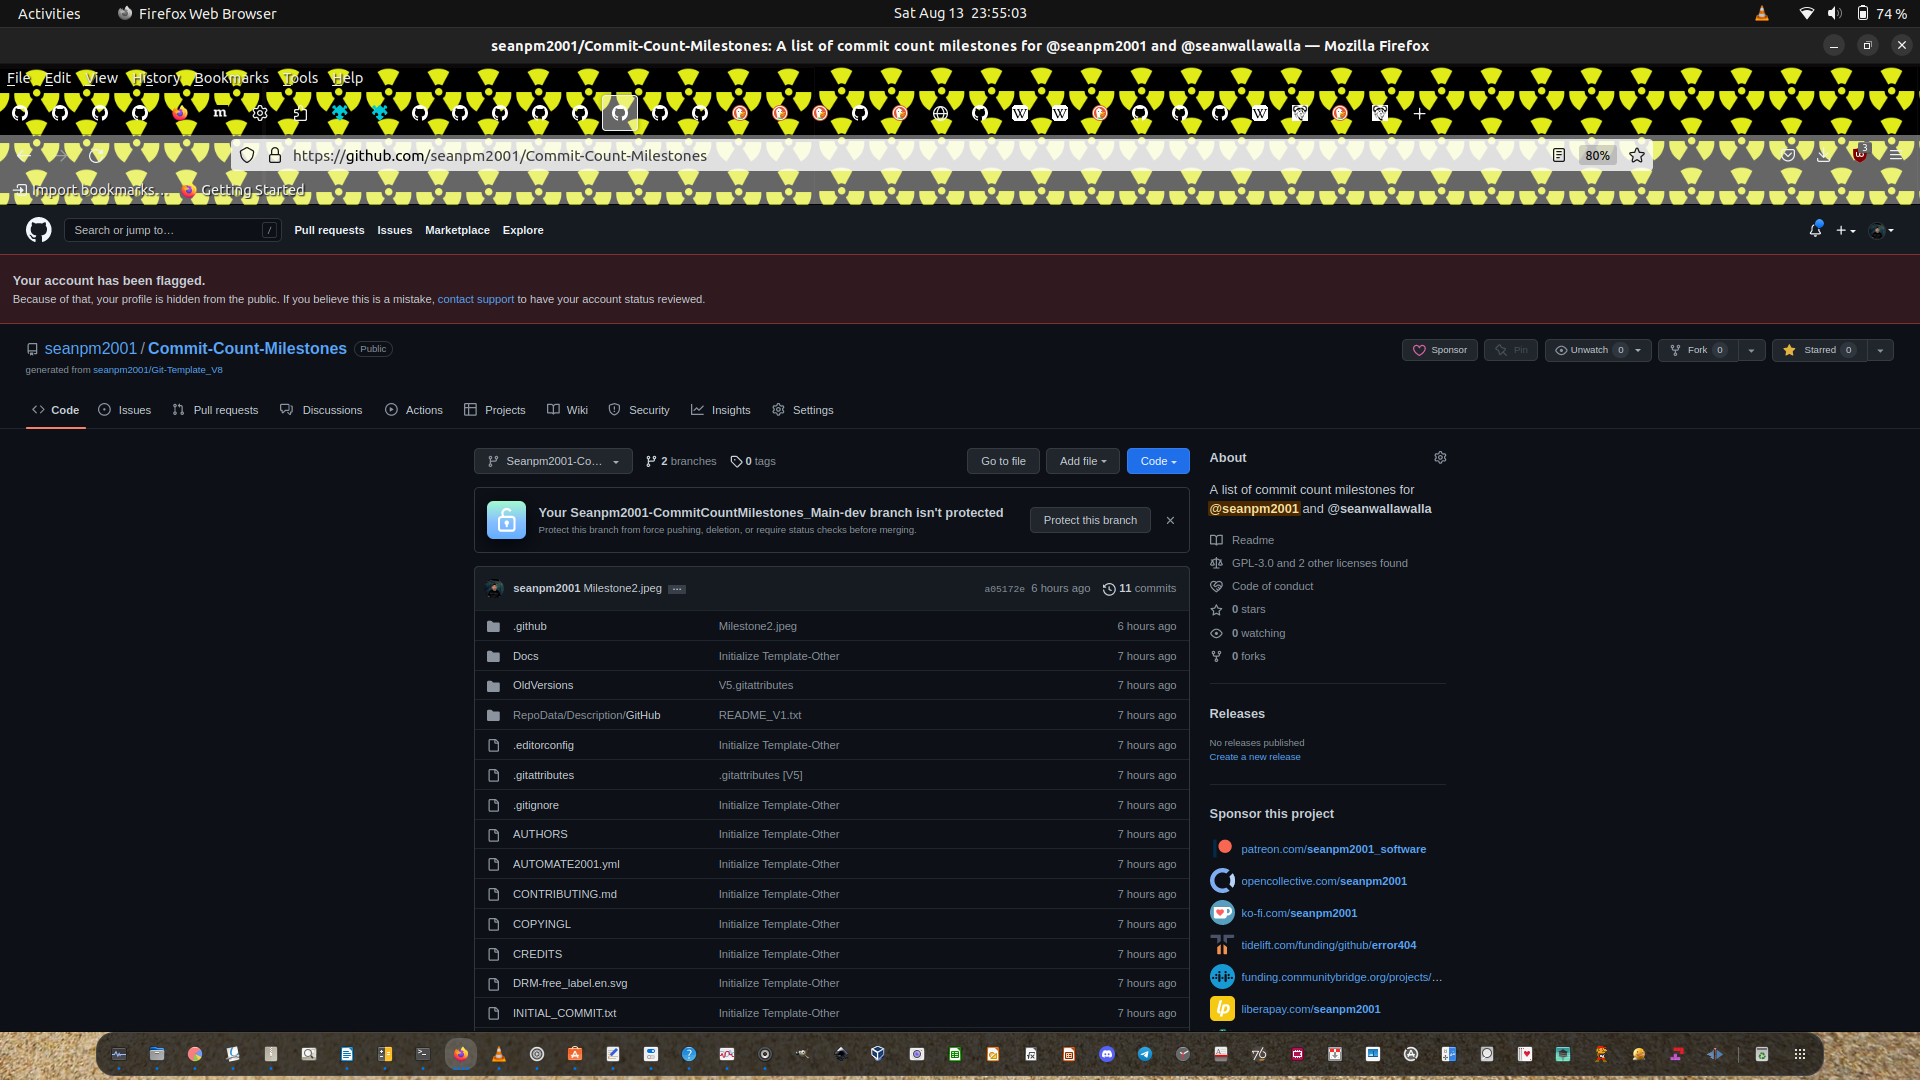 Activities
Firefox Web Browser
Sat Aug 13  23:55:03
74 %
seanpm2001/Commit-Count-Milestones: A list of commit count milestones for @seanpm2001 and @seanwallawalla — Mozilla Firefox
File Edit View History Bookmarks Tools Help
https://github.com/seanpm2001/Commit-Count-Milestones
80%
3
Import bookmarks...
Getting Started
Search or jump to...
/
Pull requests
Issues
Marketplace
Explore
Your account has been flagged.
Because of that, your profile is hidden from the public. If you believe this is a mistake, contact support to have your account status reviewed.
seanpm2001 / Commit-Count-Milestones Public
generated from seanpm2001/Git-Template_V8
Sponsor
Pin
Unwatch 0
Fork 0
Starred 0
Code
Issues
Pull requests
Discussions
Actions
Projects
Wiki
Security
Insights
Settings
Seanpm2001-Co...
2 branches
0 tags
Go to file
Add file
Code
Your Seanpm2001-CommitCountMilestones_Main-dev branch isn't protected
Protect this branch from force pushing, deletion, or require status checks before merging.
Protect this branch
seanpm2001 Milestone2.jpeg ... a05172e 6 hours ago 11 commits
.github Milestone2.jpeg 6 hours ago
Docs Initialize Template-Other 7 hours ago
OldVersions V5.gitattributes 7 hours ago
RepoData/Description/GitHub README_V1.txt 7 hours ago
.editorconfig Initialize Template-Other 7 hours ago
.gitattributes .gitattributes [V5] 7 hours ago
.gitignore Initialize Template-Other 7 hours ago
AUTHORS Initialize Template-Other 7 hours ago
AUTOMATE2001.yml Initialize Template-Other 7 hours ago
CONTRIBUTING.md Initialize Template-Other 7 hours ago
COPYINGL Initialize Template-Other 7 hours ago
CREDITS Initialize Template-Other 7 hours ago
DRM-free_label.en.svg Initialize Template-Other 7 hours ago
INITIAL_COMMIT.txt Initialize Template-Other 7 hours ago
About
A list of commit count milestones for
@seanpm2001 and @seanwallawalla
Readme
GPL-3.0 and 2 other licenses found
Code of conduct
0 stars
0 watching
0 forks
Releases
No releases published
Create a new release
Sponsor this project
patreon.com/seanpm2001_software
opencollective.com/seanpm2001
ko-fi.com/seanpm2001
tidelift.com/funding/github/error404
funding.communitybridge.org/projects/...
liberapay.com/seanpm2001